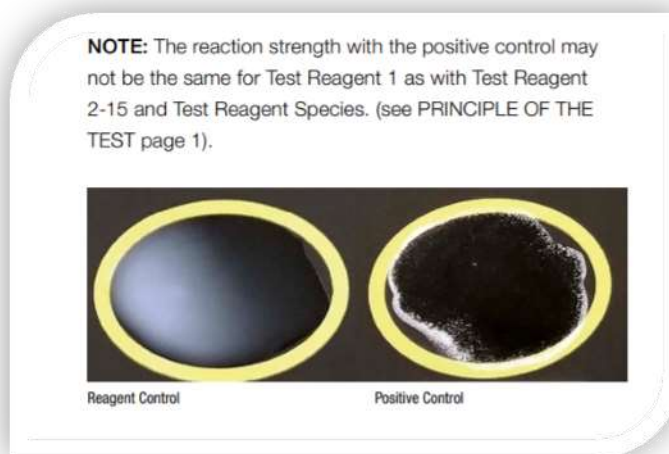 NOTE: The reaction strength with the positive control may
not be the same for Test Reagent 1 as with Test Reagent
2-15 and Test Reagent Species. (see PRINCIPLE OF THE
TEST page 1).
Reagent Control
Positive Control